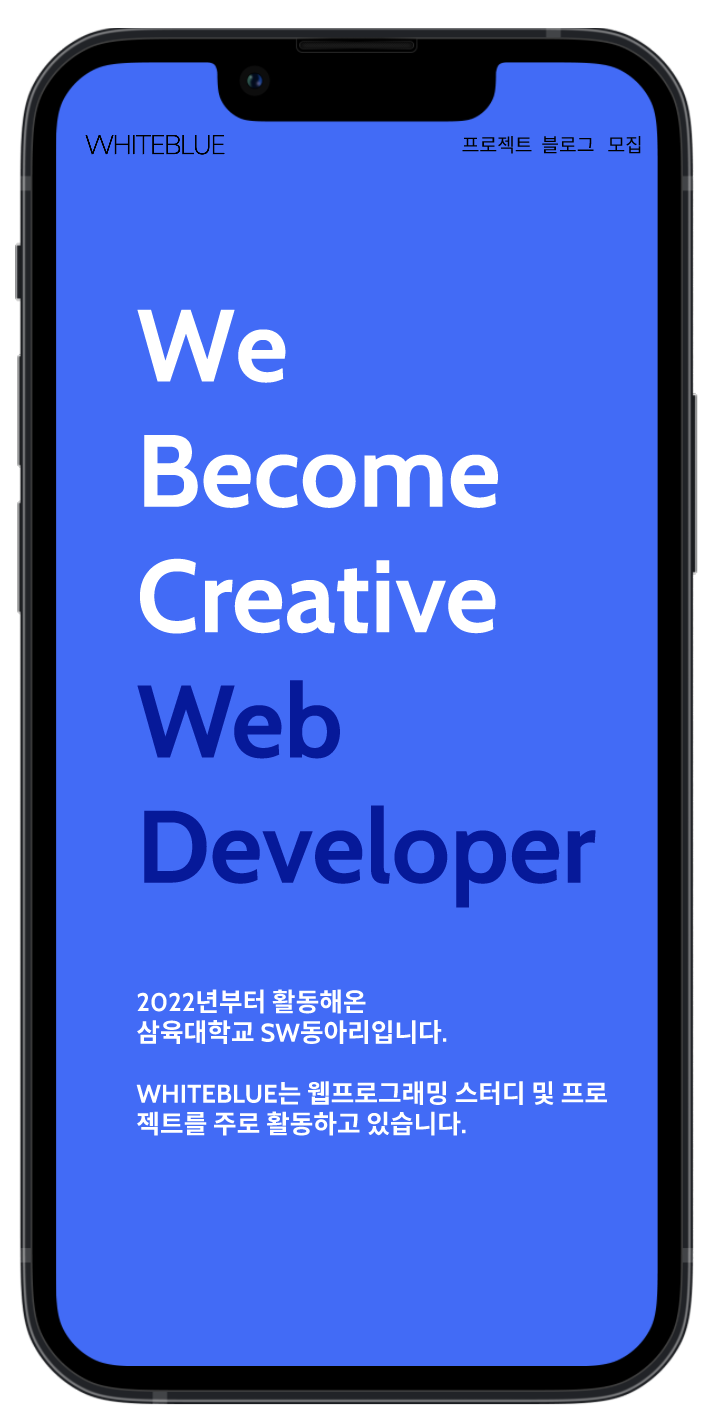 WHITEBLUE 프로젝트 블로그 모집
We
Become
Creative
Web
Developer
2022년부터 활동해온
삼육대학교 SW동아리입니다.
WHITEBLUE는 웹프로그래밍 스터디 및 프로
젝트를 주로 활동하고 있습니다.